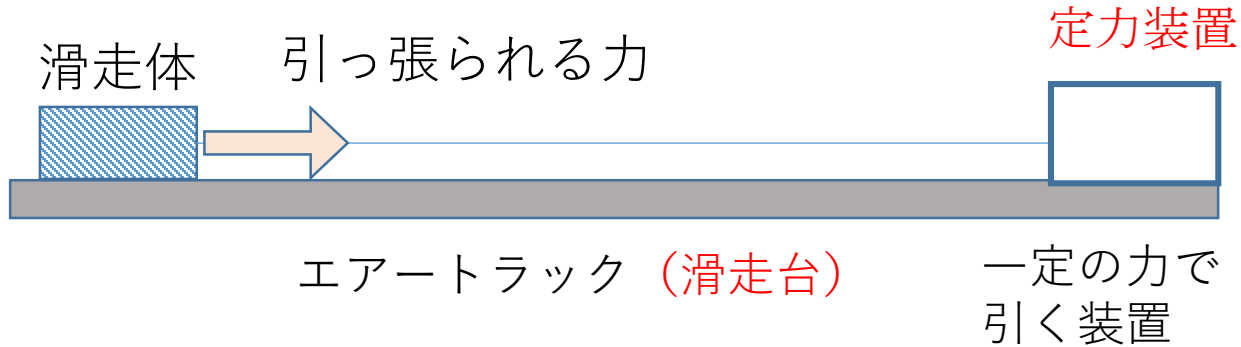 定力装置
滑走体
引っ張られる力
エアートラック（滑走台）
一定の力で
引く装置